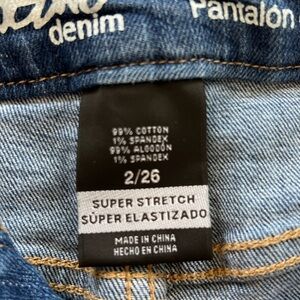 denim
Pantalón
99% COTTON
1% SPANDEX
99% ALGODÓN
1% SPANDEX
2/26
SUPER STRETCH
SÚPER ELASTIZADO
MADE IN CHINA
HECHO EN CHINA